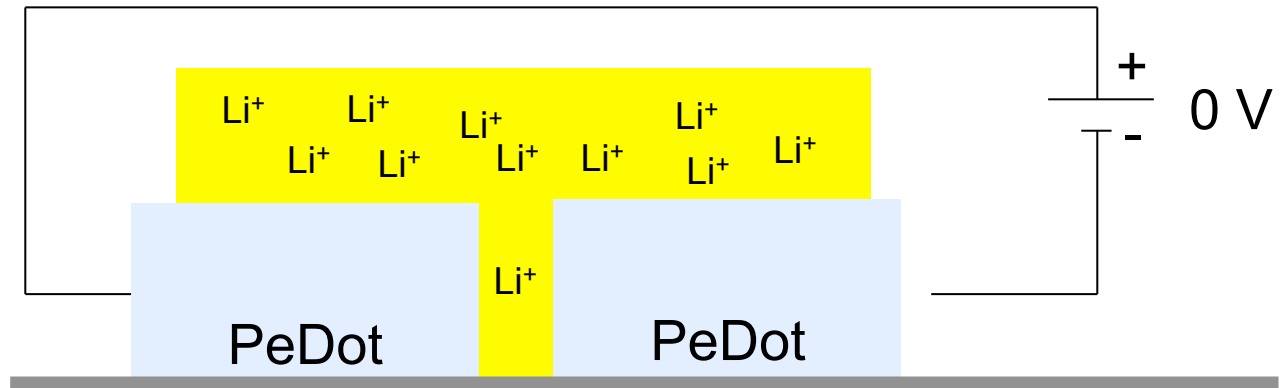 +
0 V
-
Li⁺ Li⁺ Li⁺ Li⁺
Li⁺ Li⁺ Li⁺ Li⁺ Li⁺ Li⁺
Li⁺
PeDot PeDot